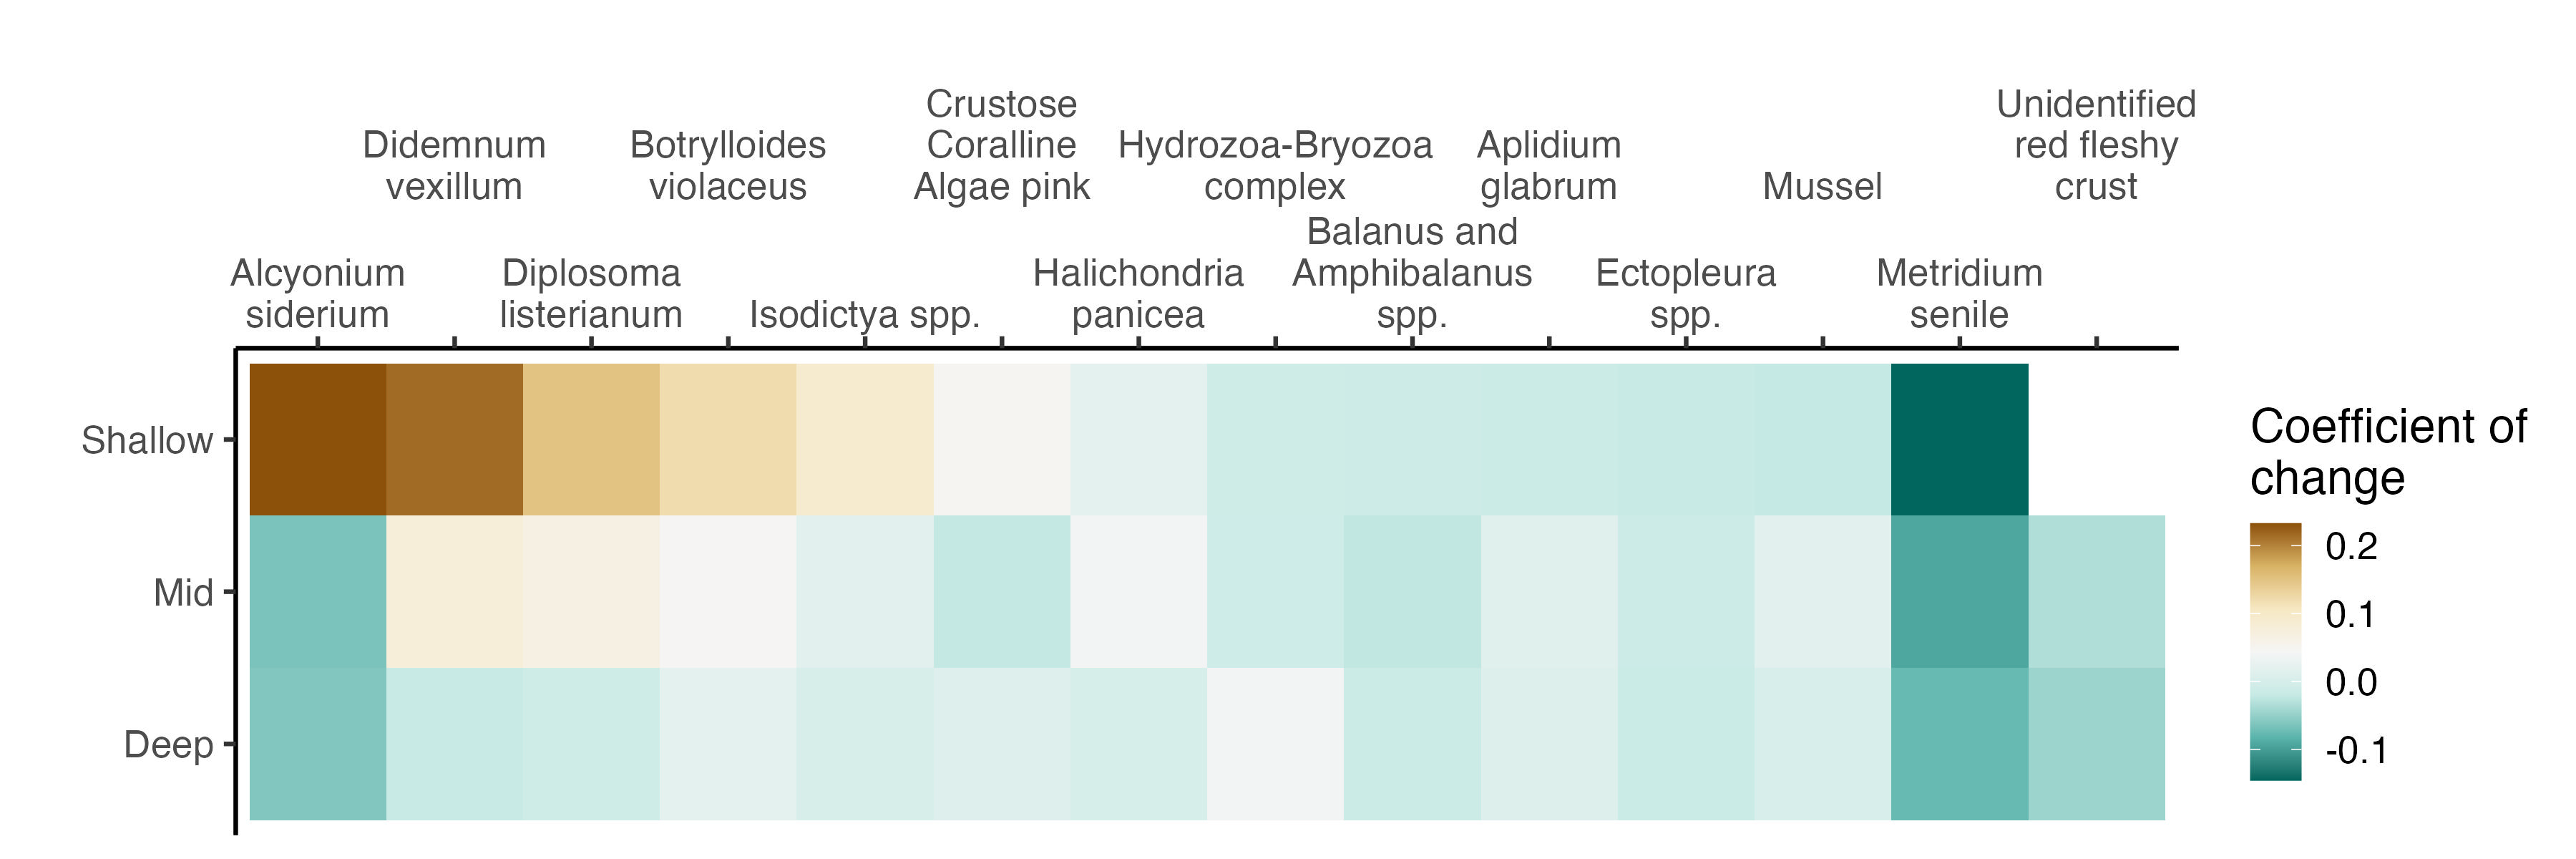 Crustose
Coralline
Algae pink
Unidentified
red fleshy
crust
Didemnum
vexillum
Botrylloides
violaceus
Hydrozoa-Bryozoa
complex
Aplidium
glabrum
Mussel
Alcyonium
siderium
Diplosoma
listerianum
Isodictya spp.
Halichondria
panicea
Balanus and
Amphibalanus
spp.
Ectopleura
spp.
Metridium
senile
Shallow
Mid
Deep
Coefficient of
change
0.2
0.1
0.0
-0.1